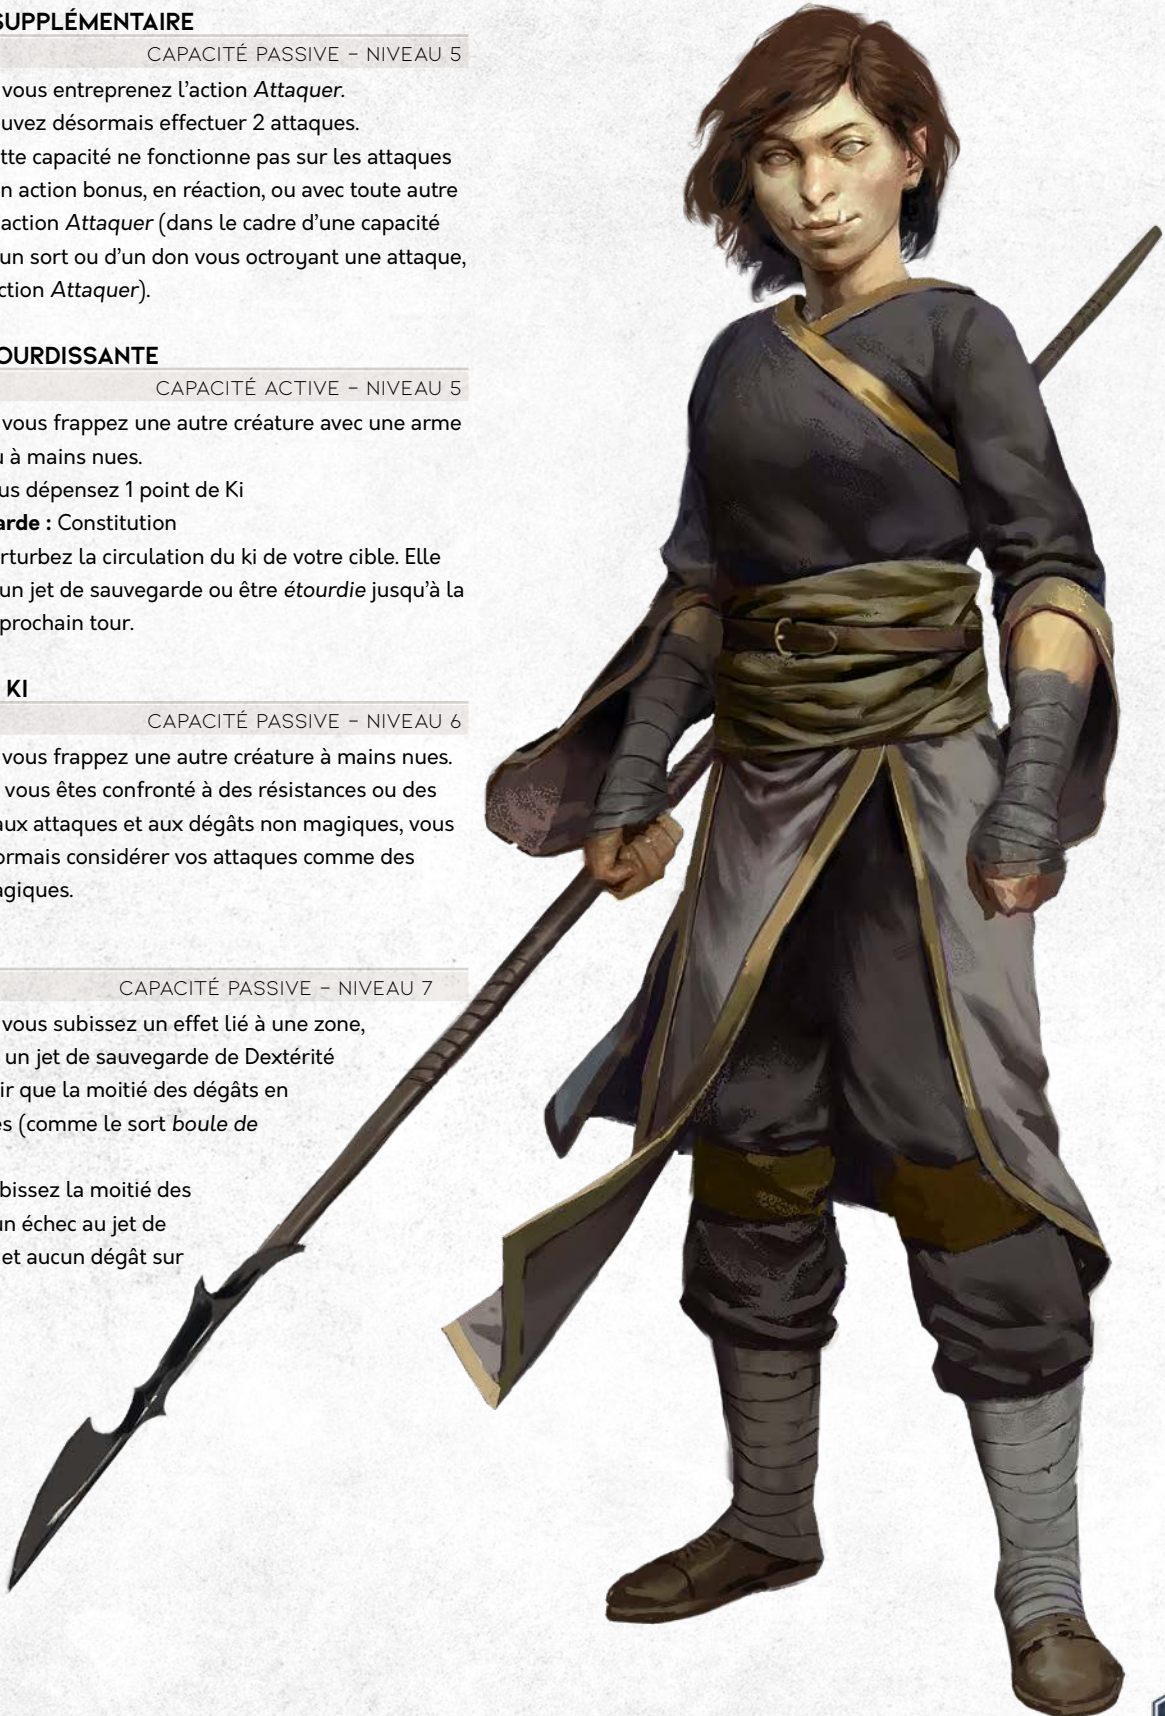 SUPPLÉMENTAIRE
CAPACITÉ PASSIVE – NIVEAU 5
vous entreprenez l’action Attaquer.
uvez désormais effectuer 2 attaques.
tte capacité ne fonctionne pas sur les attaques
n action bonus, en réaction, ou avec toute autre
action Attaquer (dans le cadre d’une capacité
un sort ou d’un don vous octroyant une attaque,
ction Attaquer).
OURDISSANTE
CAPACITÉ ACTIVE – NIVEAU 5
vous frappez une autre créature avec une arme
u à mains nues.
us dépensez 1 point de Ki
arde : Constitution
rturbez la circulation du ki de votre cible. Elle
un jet de sauvegarde ou être étourdie jusqu’à la
prochain tour.
KI
CAPACITÉ PASSIVE – NIVEAU 6
vous frappez une autre créature à mains nues.
vous êtes confronté à des résistances ou des
aux attaques et aux dégâts non magiques, vous
ormais considérer vos attaques comme des
agiques.
CAPACITÉ PASSIVE – NIVEAU 7
vous subissez un effet lié à une zone,
un jet de sauvegarde de Dextérité
ir que la moitié des dégâts en
es (comme le sort boule de
bissez la moitié des
un échec au jet de
et aucun dégât sur